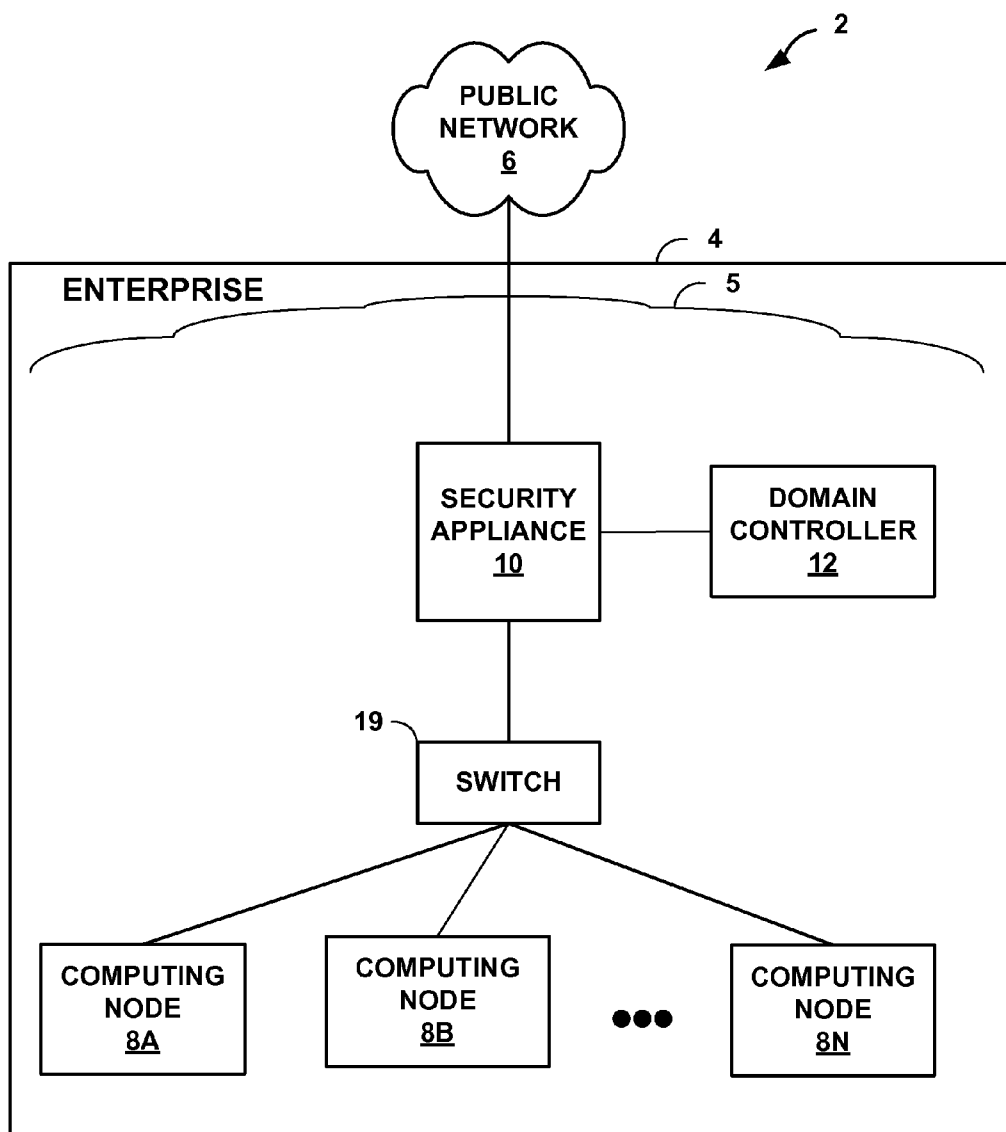 2
PUBLIC
NETWORK
6
4
ENTERPRISE
5
SECURITY
APPLIANCE
10
DOMAIN
CONTROLLER
12
19
SWITCH
COMPUTING
NODE
8A
COMPUTING
NODE
8B
COMPUTING
NODE
8N